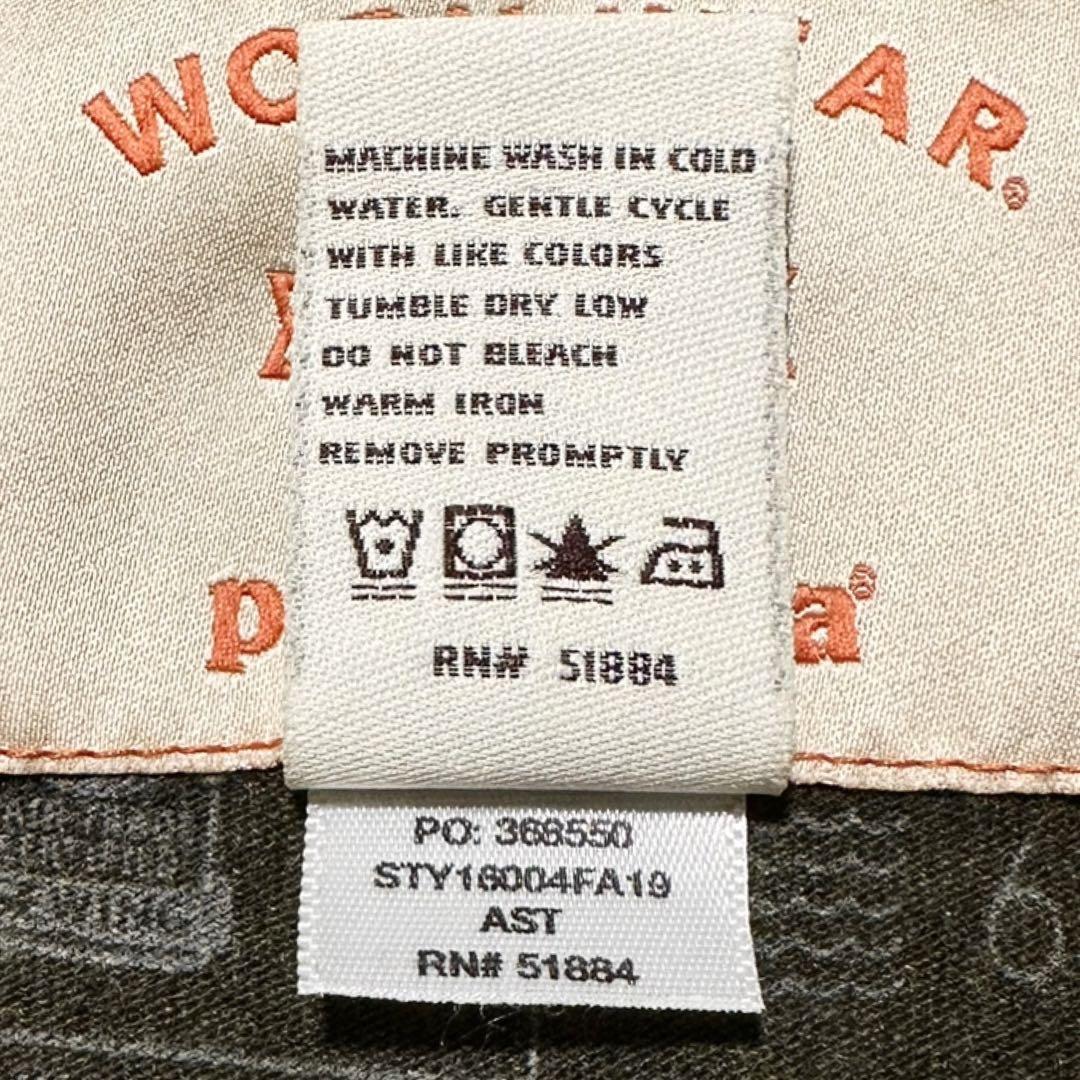 MACHINE WASH IN COLD
WATER. GENTLE CYCLE
WITH LIKE COLORS
TUMBLE DRY LOW
DO NOT BLEACH
WARM IRON
REMOVE PROMPTLY
RN# 51884
PO: 368550
STY16004FA19
AST
RN# 51884